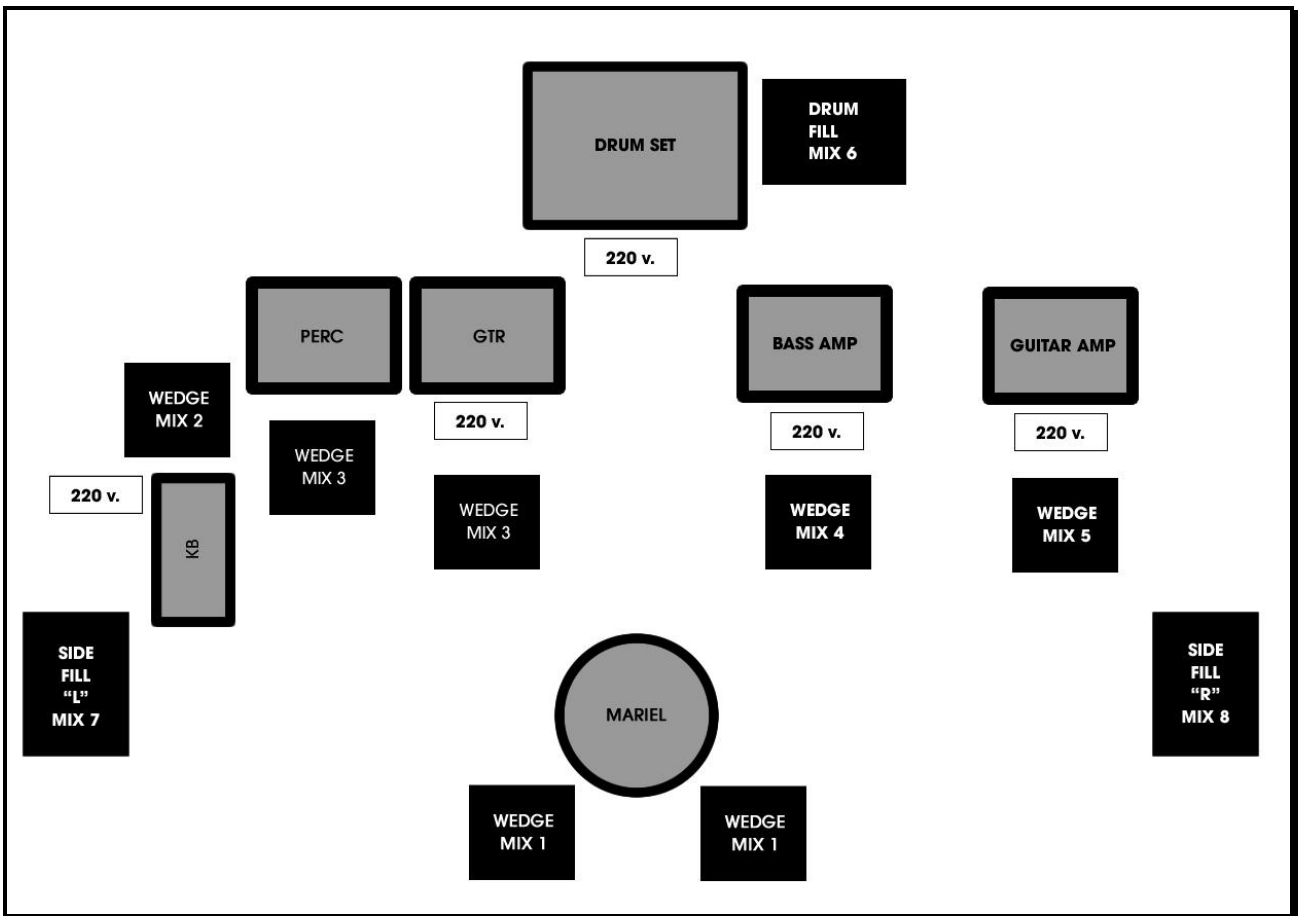 DRUM SET
DRUM
FILL
MIX 6
220 v.
PERC
GTR
BASS AMP
GUITAR AMP
WEDGE
MIX 2
220 v.
220 v.
220 v.
WEDGE
MIX 3
220 v.
WEDGE
MIX 3
WEDGE
MIX 4
WEDGE
MIX 5
KB
SIDE
FILL
“L”
MIX 7
MARIEL
SIDE
FILL
“R”
MIX 8
WEDGE
MIX 1
WEDGE
MIX 1